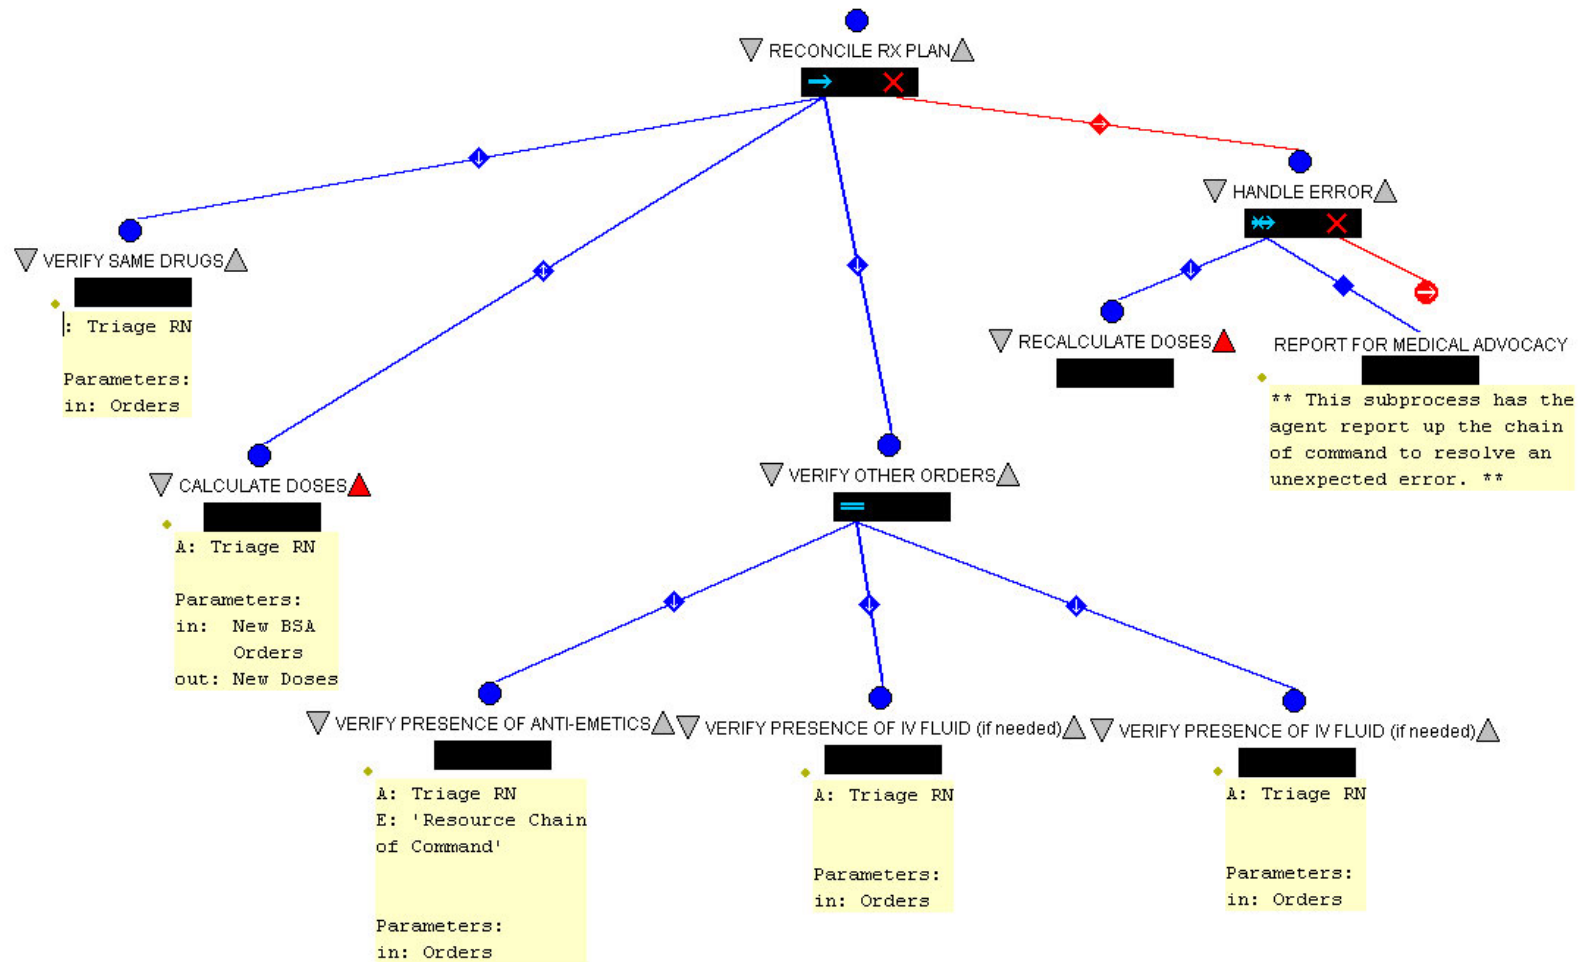 RECONCILE RX PLAN
HANDLE ERROR
VERIFY SAME DRUGS
: Triage RN
Parameters:
in: Orders
RECALCULATE DOSES
REPORT FOR MEDICAL ADVOCACY
** This subprocess has the
agent report up the chain
of command to resolve an
unexpected error. **
CALCULATE DOSES
A: Triage RN
Parameters:
in: New BSA
Orders
out: New Doses
VERIFY OTHER ORDERS
VERIFY PRESENCE OF ANTI-EMETICS
A: Triage RN
E: 'Resource Chain
of Command'
Parameters:
in: Orders
VERIFY PRESENCE OF IV FLUID (if needed)
A: Triage RN
Parameters:
in: Orders
VERIFY PRESENCE OF IV FLUID (if needed)
A: Triage RN
Parameters:
in: Orders